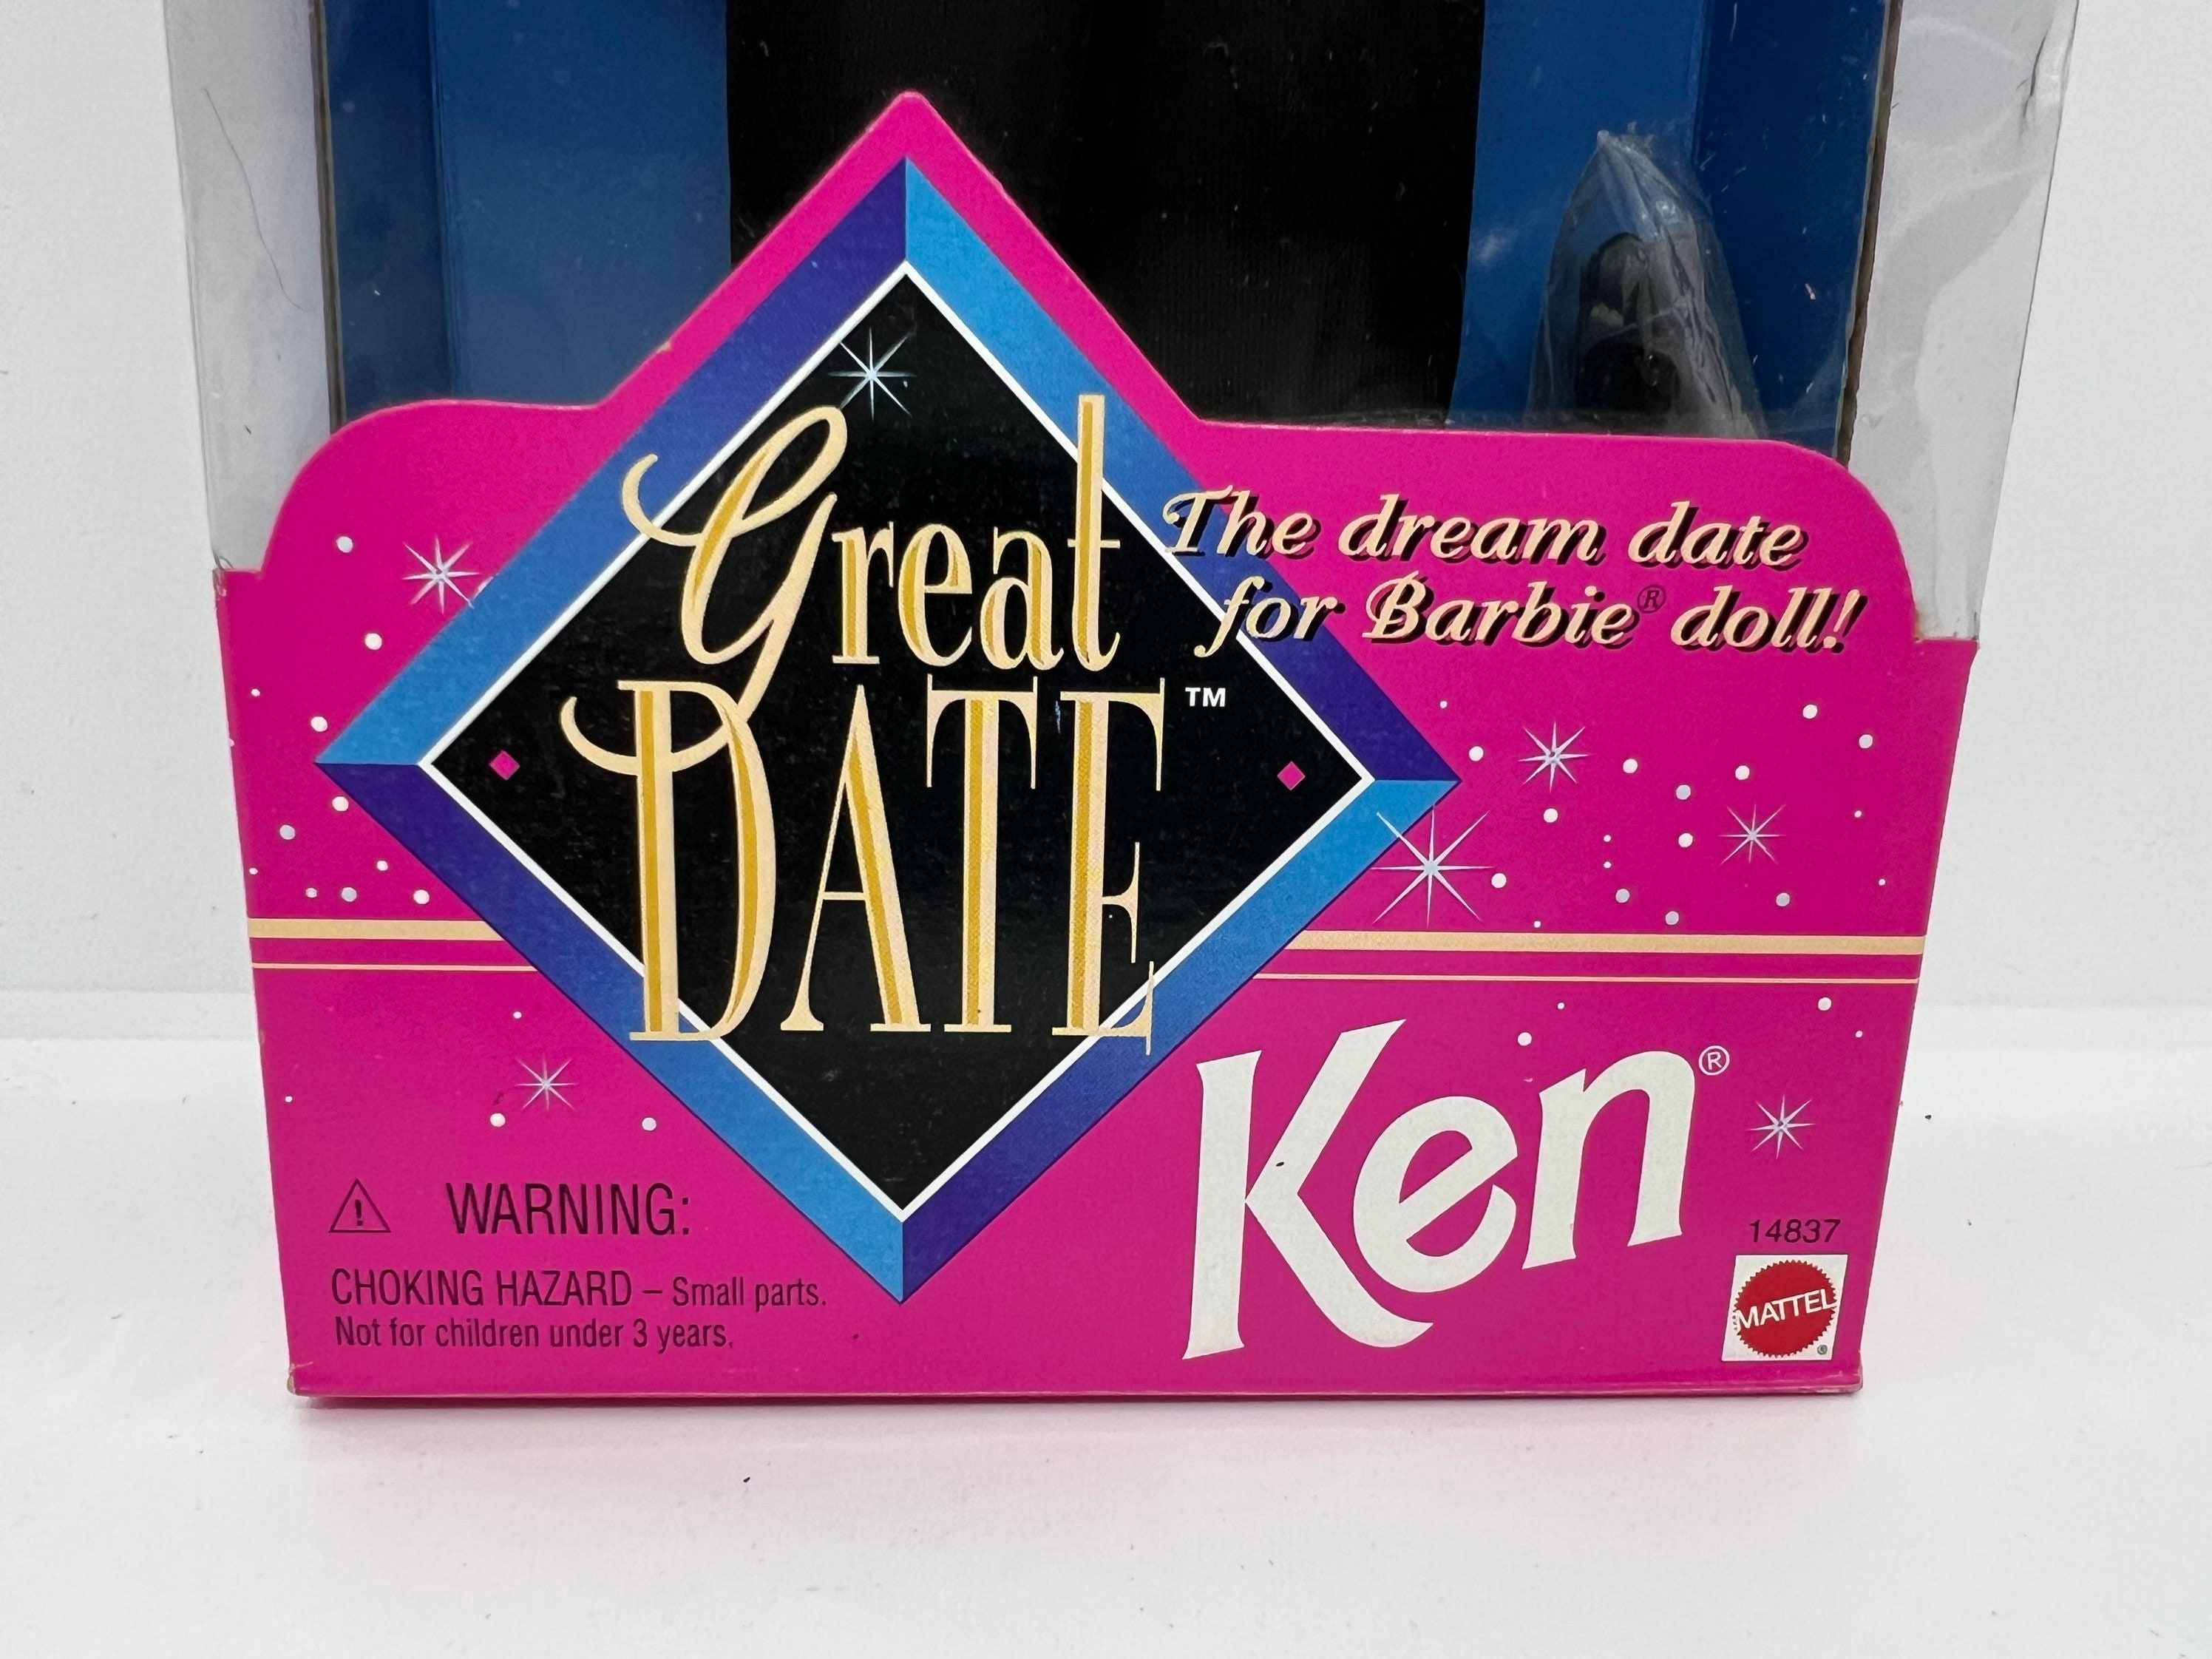 Great
DATE™
The dream date
for Barbie® doll!
Ken®
14837
MATTEL®
WARNING:
CHOKING HAZARD – Small parts.
Not for children under 3 years.